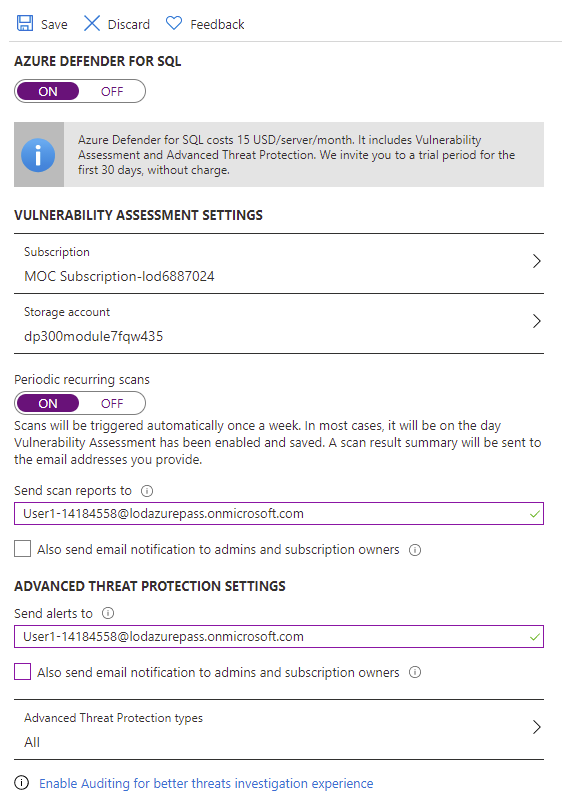 Save Discard Feedback
AZURE DEFENDER FOR SQL
ON OFF
Azure Defender for SQL costs 15 USD/server/month. It includes Vulnerability
Assessment and Advanced Threat Protection. We invite you to a trial period for the
first 30 days, without charge.
VULNERABILITY ASSESSMENT SETTINGS
Subscription
MOC Subscription-lod6887024
Storage account
dp300module7fqw435
Periodic recurring scans
ON OFF
Scans will be triggered automatically once a week. In most cases, it will be on the day
Vulnerability Assessment has been enabled and saved. A scan result summary will be sent to
the email addresses you provide.
Send scan reports to
User1-14184558@lodazurepass.onmicrosoft.com
Also send email notification to admins and subscription owners
ADVANCED THREAT PROTECTION SETTINGS
Send alerts to
User1-14184558@lodazurepass.onmicrosoft.com
Also send email notification to admins and subscription owners
Advanced Threat Protection types
All
Enable Auditing for better threats investigation experience